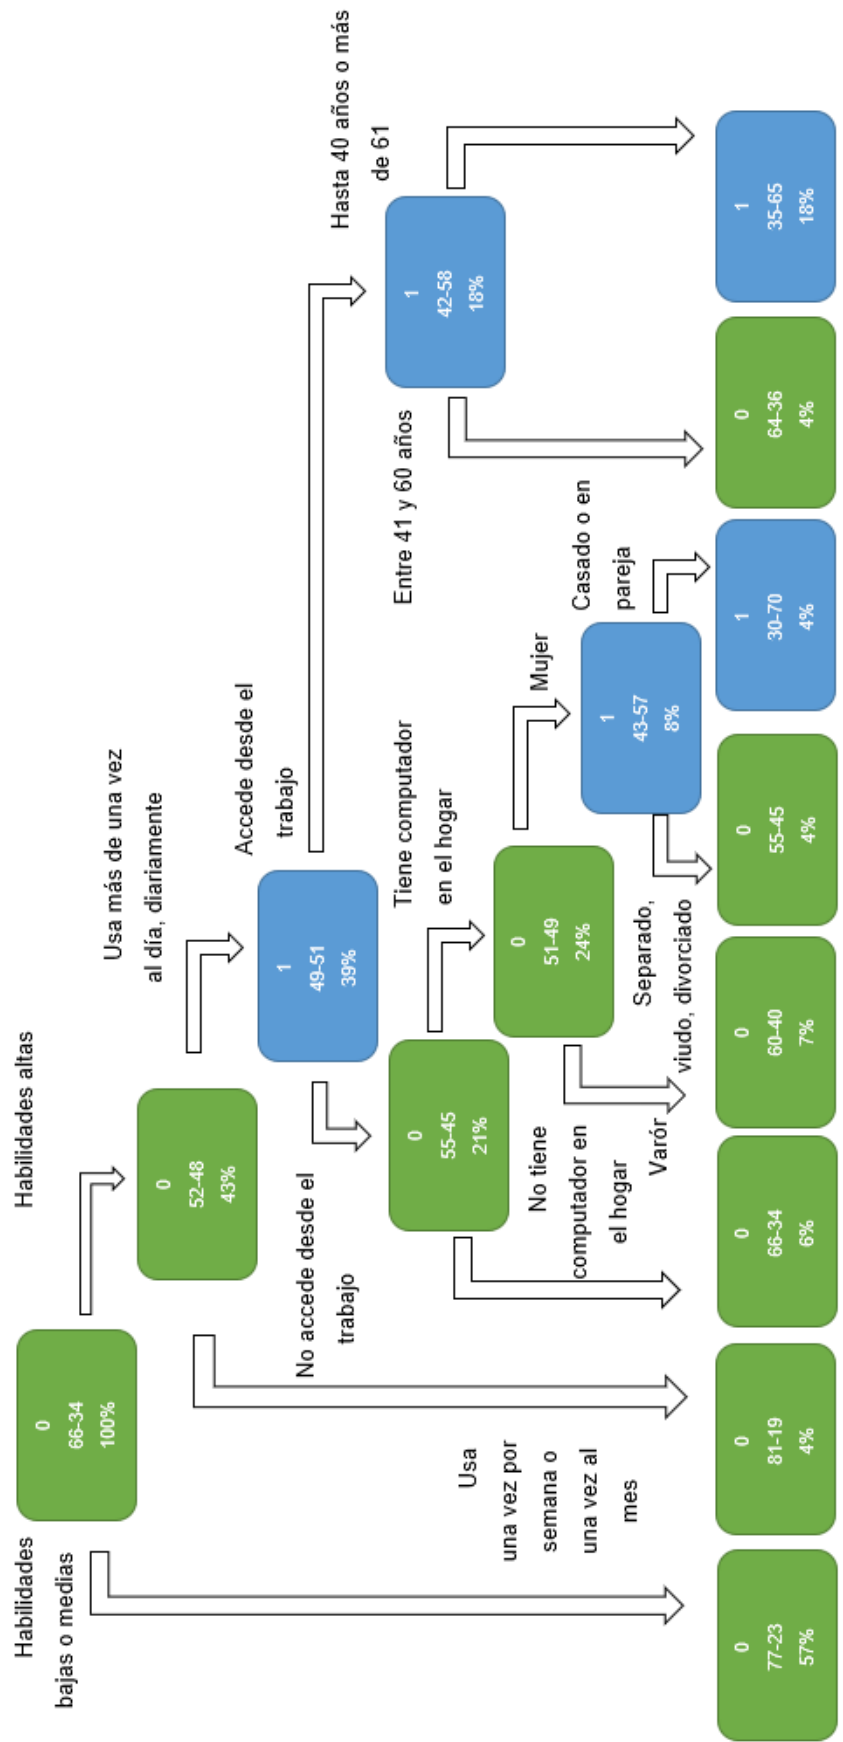 0
66-34
100%
Habilidades
bajas o medias
Habilidades altas
0
52-48
43%
Usa más de una vez
al día, diariamente
1
49-51
39%
Accede desde el
trabajo
No accede desde el
trabajo
Hasta 40 años o más
de 61
1
42-58
18%
Entre 41 y 60 años
0
55-45
21%
Tiene computador
en el hogar
0
51-49
24%
Usa
una vez por
semana o
una vez al
mes
No tiene
computador en
el hogar
Mujer
Varór
1
43-57
8%
Casado o en
pareja
Separado,
viudo, divorciado
0
77-23
57%
0
81-19
4%
0
66-34
6%
0
60-40
7%
0
55-45
4%
1
30-70
4%
0
64-36
4%
1
35-65
18%